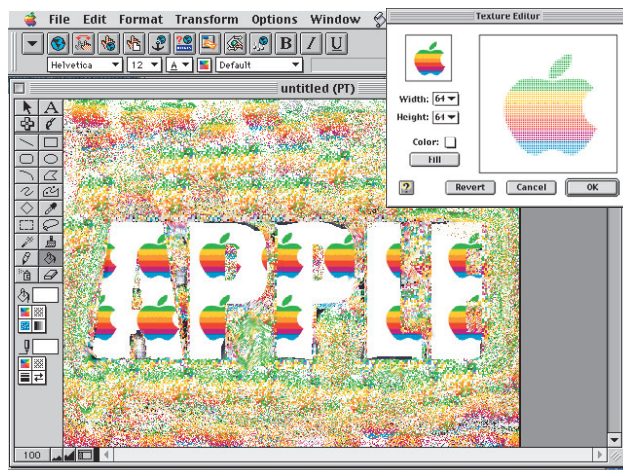 File Edit Format Transform Options Window
B I U
Helvetica 12 A Default
untitled (PT)
A
APPLE
100
Texture Editor
Width: 64
Height: 64
Color:
Fill
? Revert Cancel OK